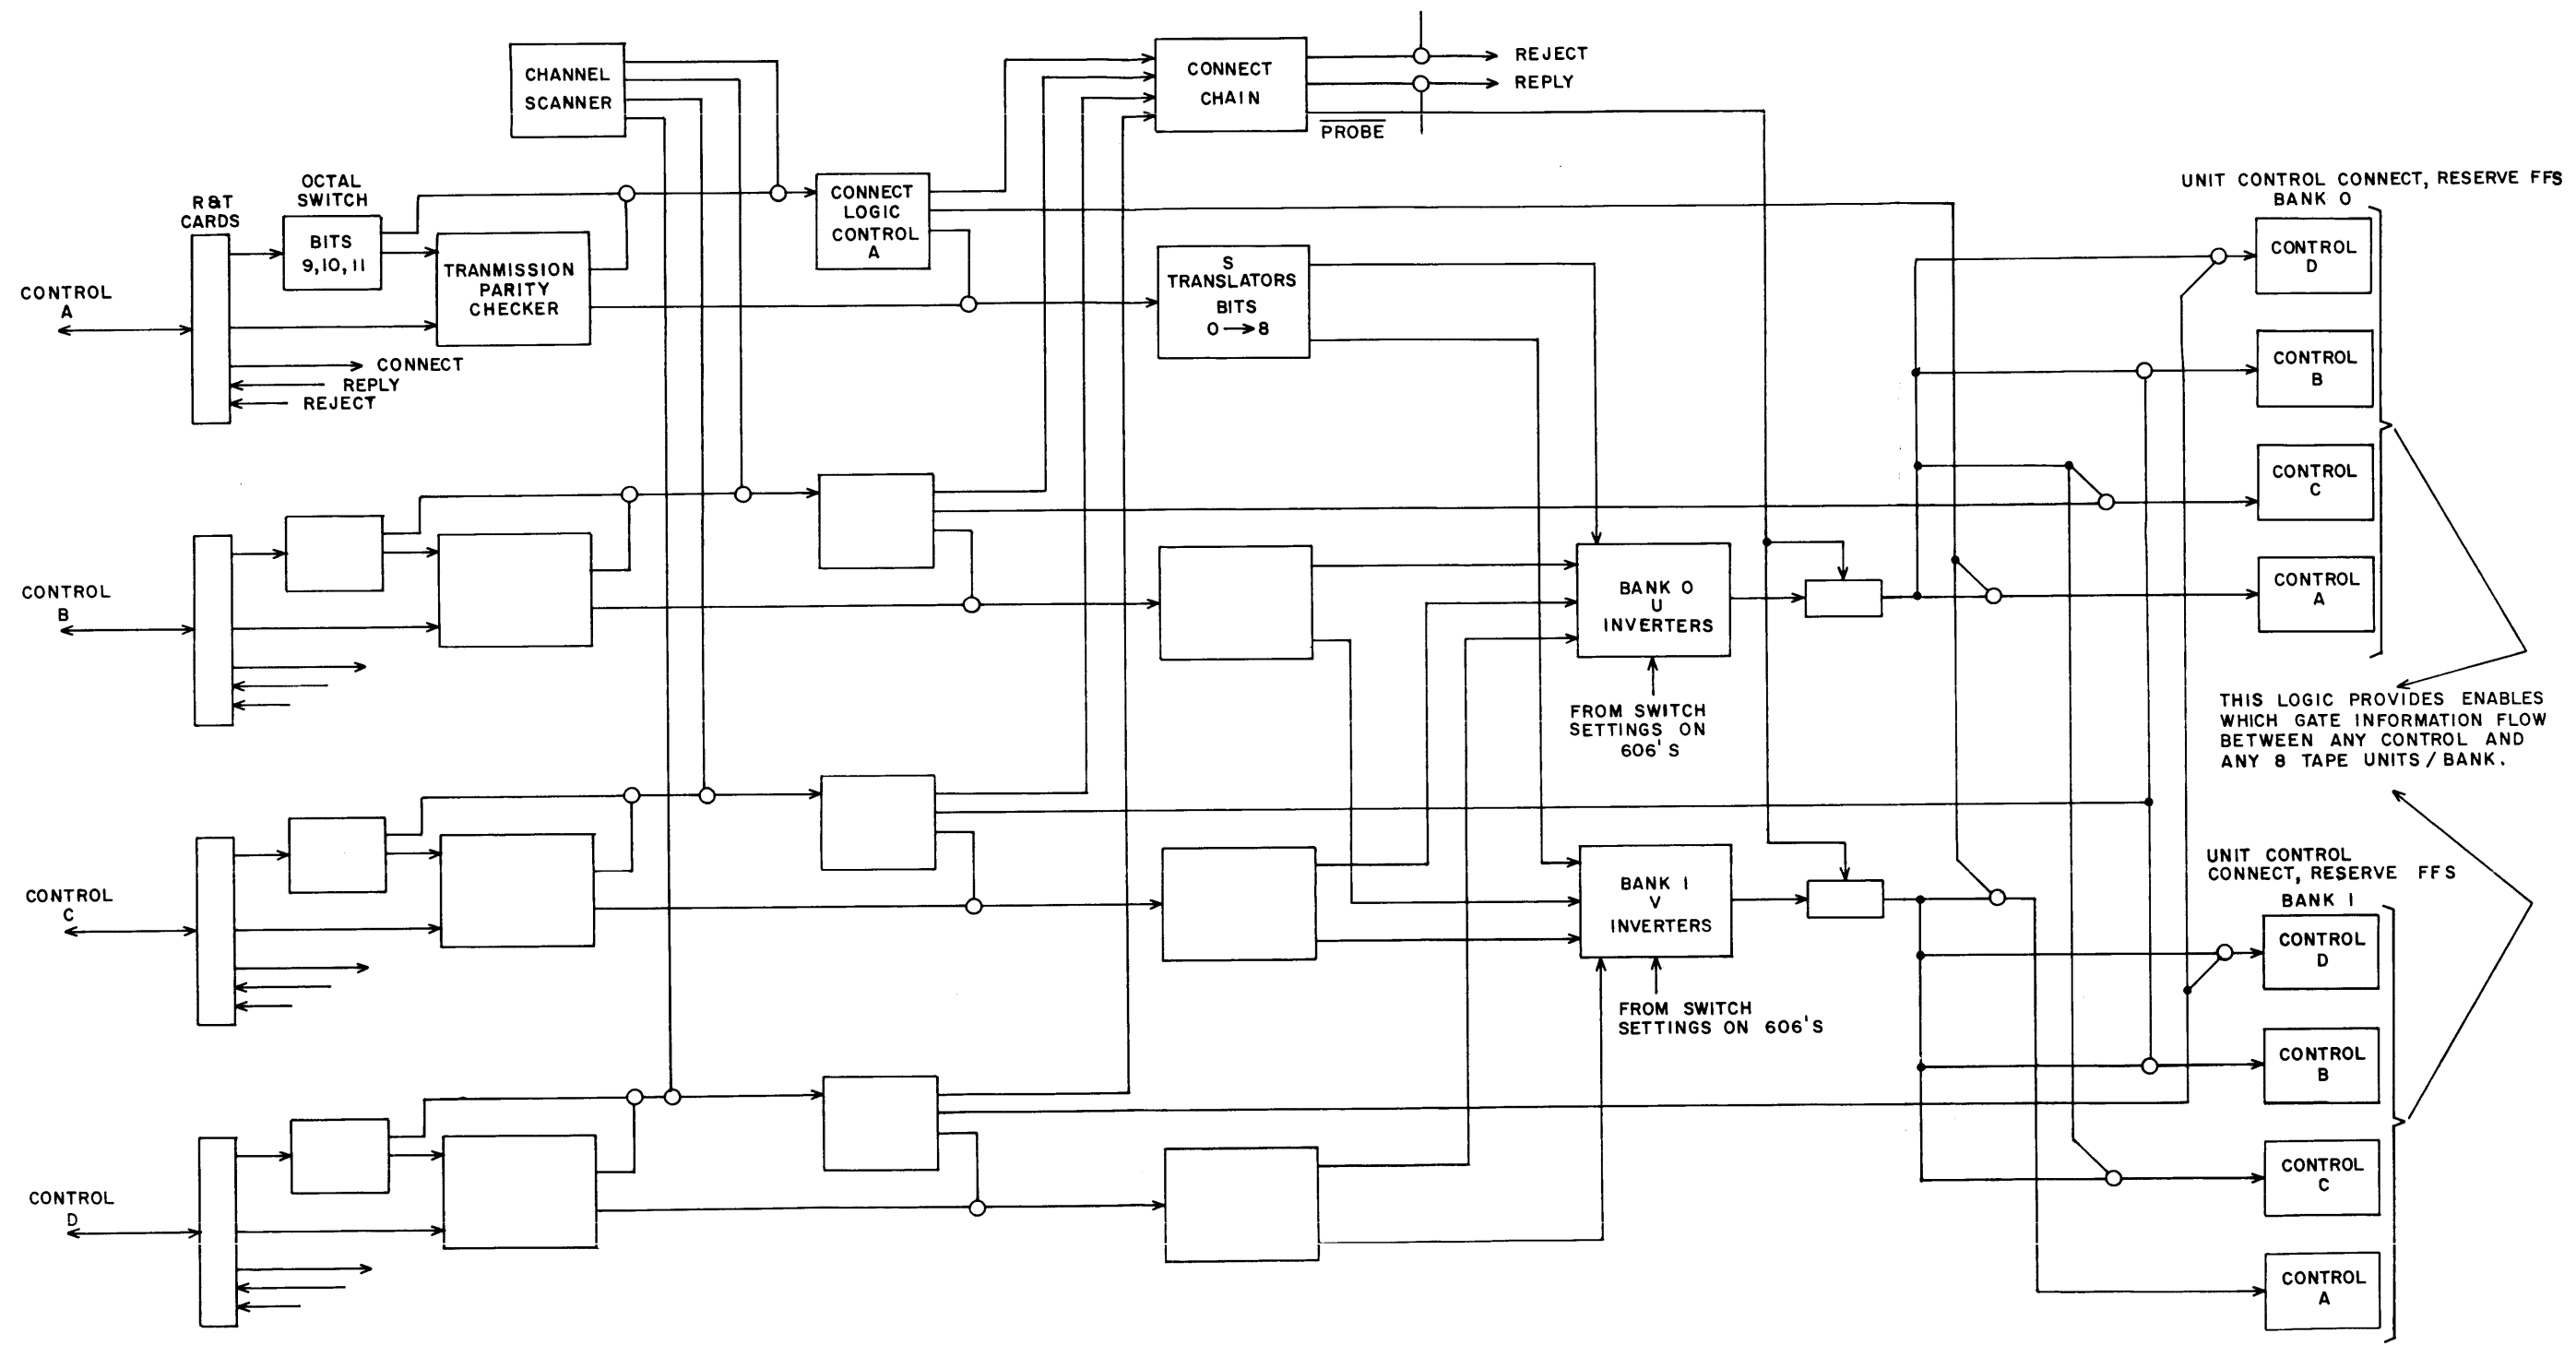 CHANNEL
SCANNER
CONNECT
CHAIN
REJECT
REPLY
PROBE
OCTAL
SWITCH
R&T
CARDS
BITS
9,10,11
TRANMISSION
PARITY
CHECKER
CONNECT
LOGIC
CONTROL
A
S
TRANSLATORS
BITS
0→8
CONTROL
A
CONNECT
REPLY
REJECT
UNIT CONTROL CONNECT, RESERVE FFS
BANK 0
CONTROL
D
CONTROL
B
CONTROL
C
CONTROL
A
CONTROL
B
BANK 0
U
INVERTERS
FROM SWITCH
SETTINGS ON
606'S
THIS LOGIC PROVIDES ENABLES
WHICH GATE INFORMATION FLOW
BETWEEN ANY CONTROL AND
ANY 8 TAPE UNITS/BANK.
CONTROL
C
BANK I
V
INVERTERS
FROM SWITCH
SETTINGS ON 606'S
UNIT CONTROL
CONNECT, RESERVE FFS
BANK I
CONTROL
D
CONTROL
B
CONTROL
C
CONTROL
A
CONTROL
D